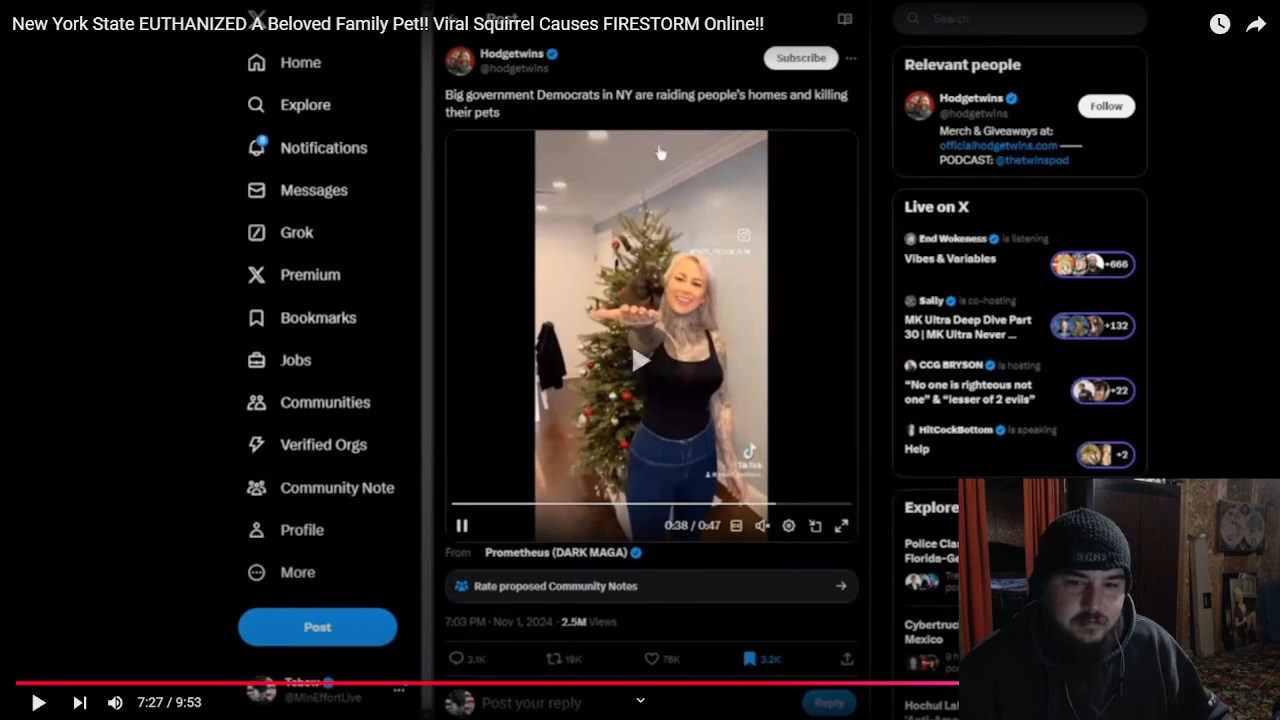 New York State EUTHANIZED A Beloved Family Pet!! Viral Squirrel Causes FIRESTORM Online!!
Post
Search
Home
Explore
Notifications
Messages
Grok
Premium
Bookmarks
Jobs
Communities
Verified Orgs
Community Note
Profile
More
Post
@MinEffortLive
Hodgetwins
@hodgetwins
Subscribe
Big government Democrats in NY are raiding people's homes and killing
their pets
TikTok
0:38 / 0:47
From Prometheus (DARK MAGA)
Rate proposed Community Notes
7:03 PM · Nov 1, 2024 · 2.5M Views
3.1K
19K
76K
3.2K
Post your reply
Reply
Relevant people
Hodgetwins
@hodgetwins
Follow
Merch & Giveaways at:
officialhodgetwins.com
PODCAST: @thetwinspod
Live on X
End Wokeness is listening
Vibes & Variables
+666
Sally is co-hosting
MK Ultra Deep Dive Part
30 | MK Ultra Never ...
+132
CCG BRYSON is hosting
"No one is righteous not
one" & "lesser of 2 evils"
+22
HitCockBottom is speaking
Help
+2
Explore
Police Cla
Florida-Ge
Cybertruc
Mexico
Hochul La
7:27 / 9:53